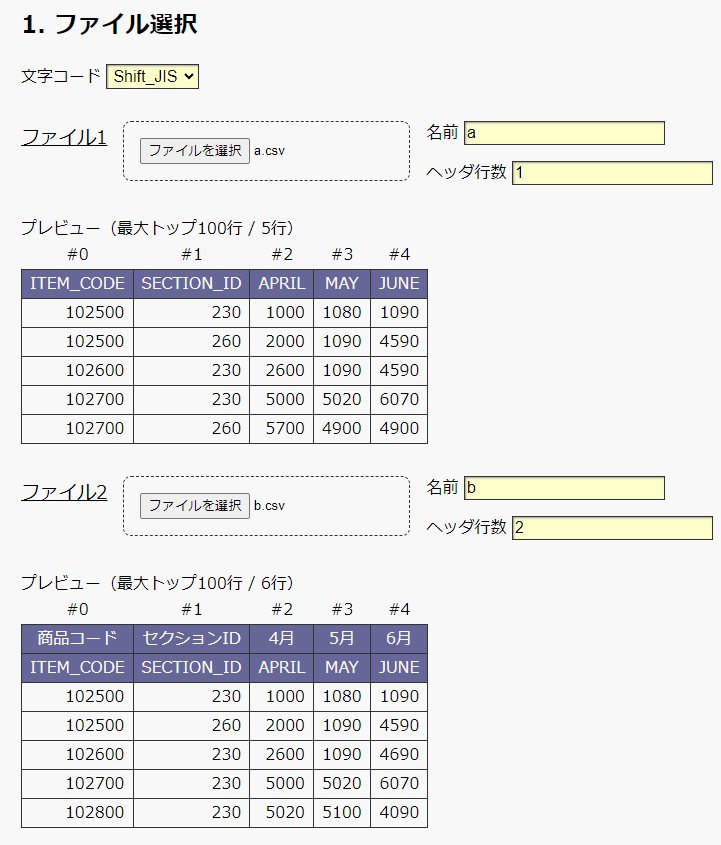 1. ファイル選択
文字コード Shift_JIS
ファイル1 ファイルを選択 a.csv 名前 a
ヘッダ行数 1
プレビュー（最大トップ100行 / 5行）
#0 #1 #2 #3 #4
ITEM_CODE SECTION_ID APRIL MAY JUNE
102500 230 1000 1080 1090
102500 260 2000 1090 4590
102600 230 2600 1090 4590
102700 230 5000 5020 6070
102700 260 5700 4900 4900
ファイル2 ファイルを選択 b.csv 名前 b
ヘッダ行数 2
プレビュー（最大トップ100行 / 6行）
#0 #1 #2 #3 #4
商品コード セクションID 4月 5月 6月
ITEM_CODE SECTION_ID APRIL MAY JUNE
102500 230 1000 1080 1090
102500 260 2000 1090 4590
102600 230 2600 1090 4690
102700 230 5000 5020 6070
102800 230 5020 5100 4090